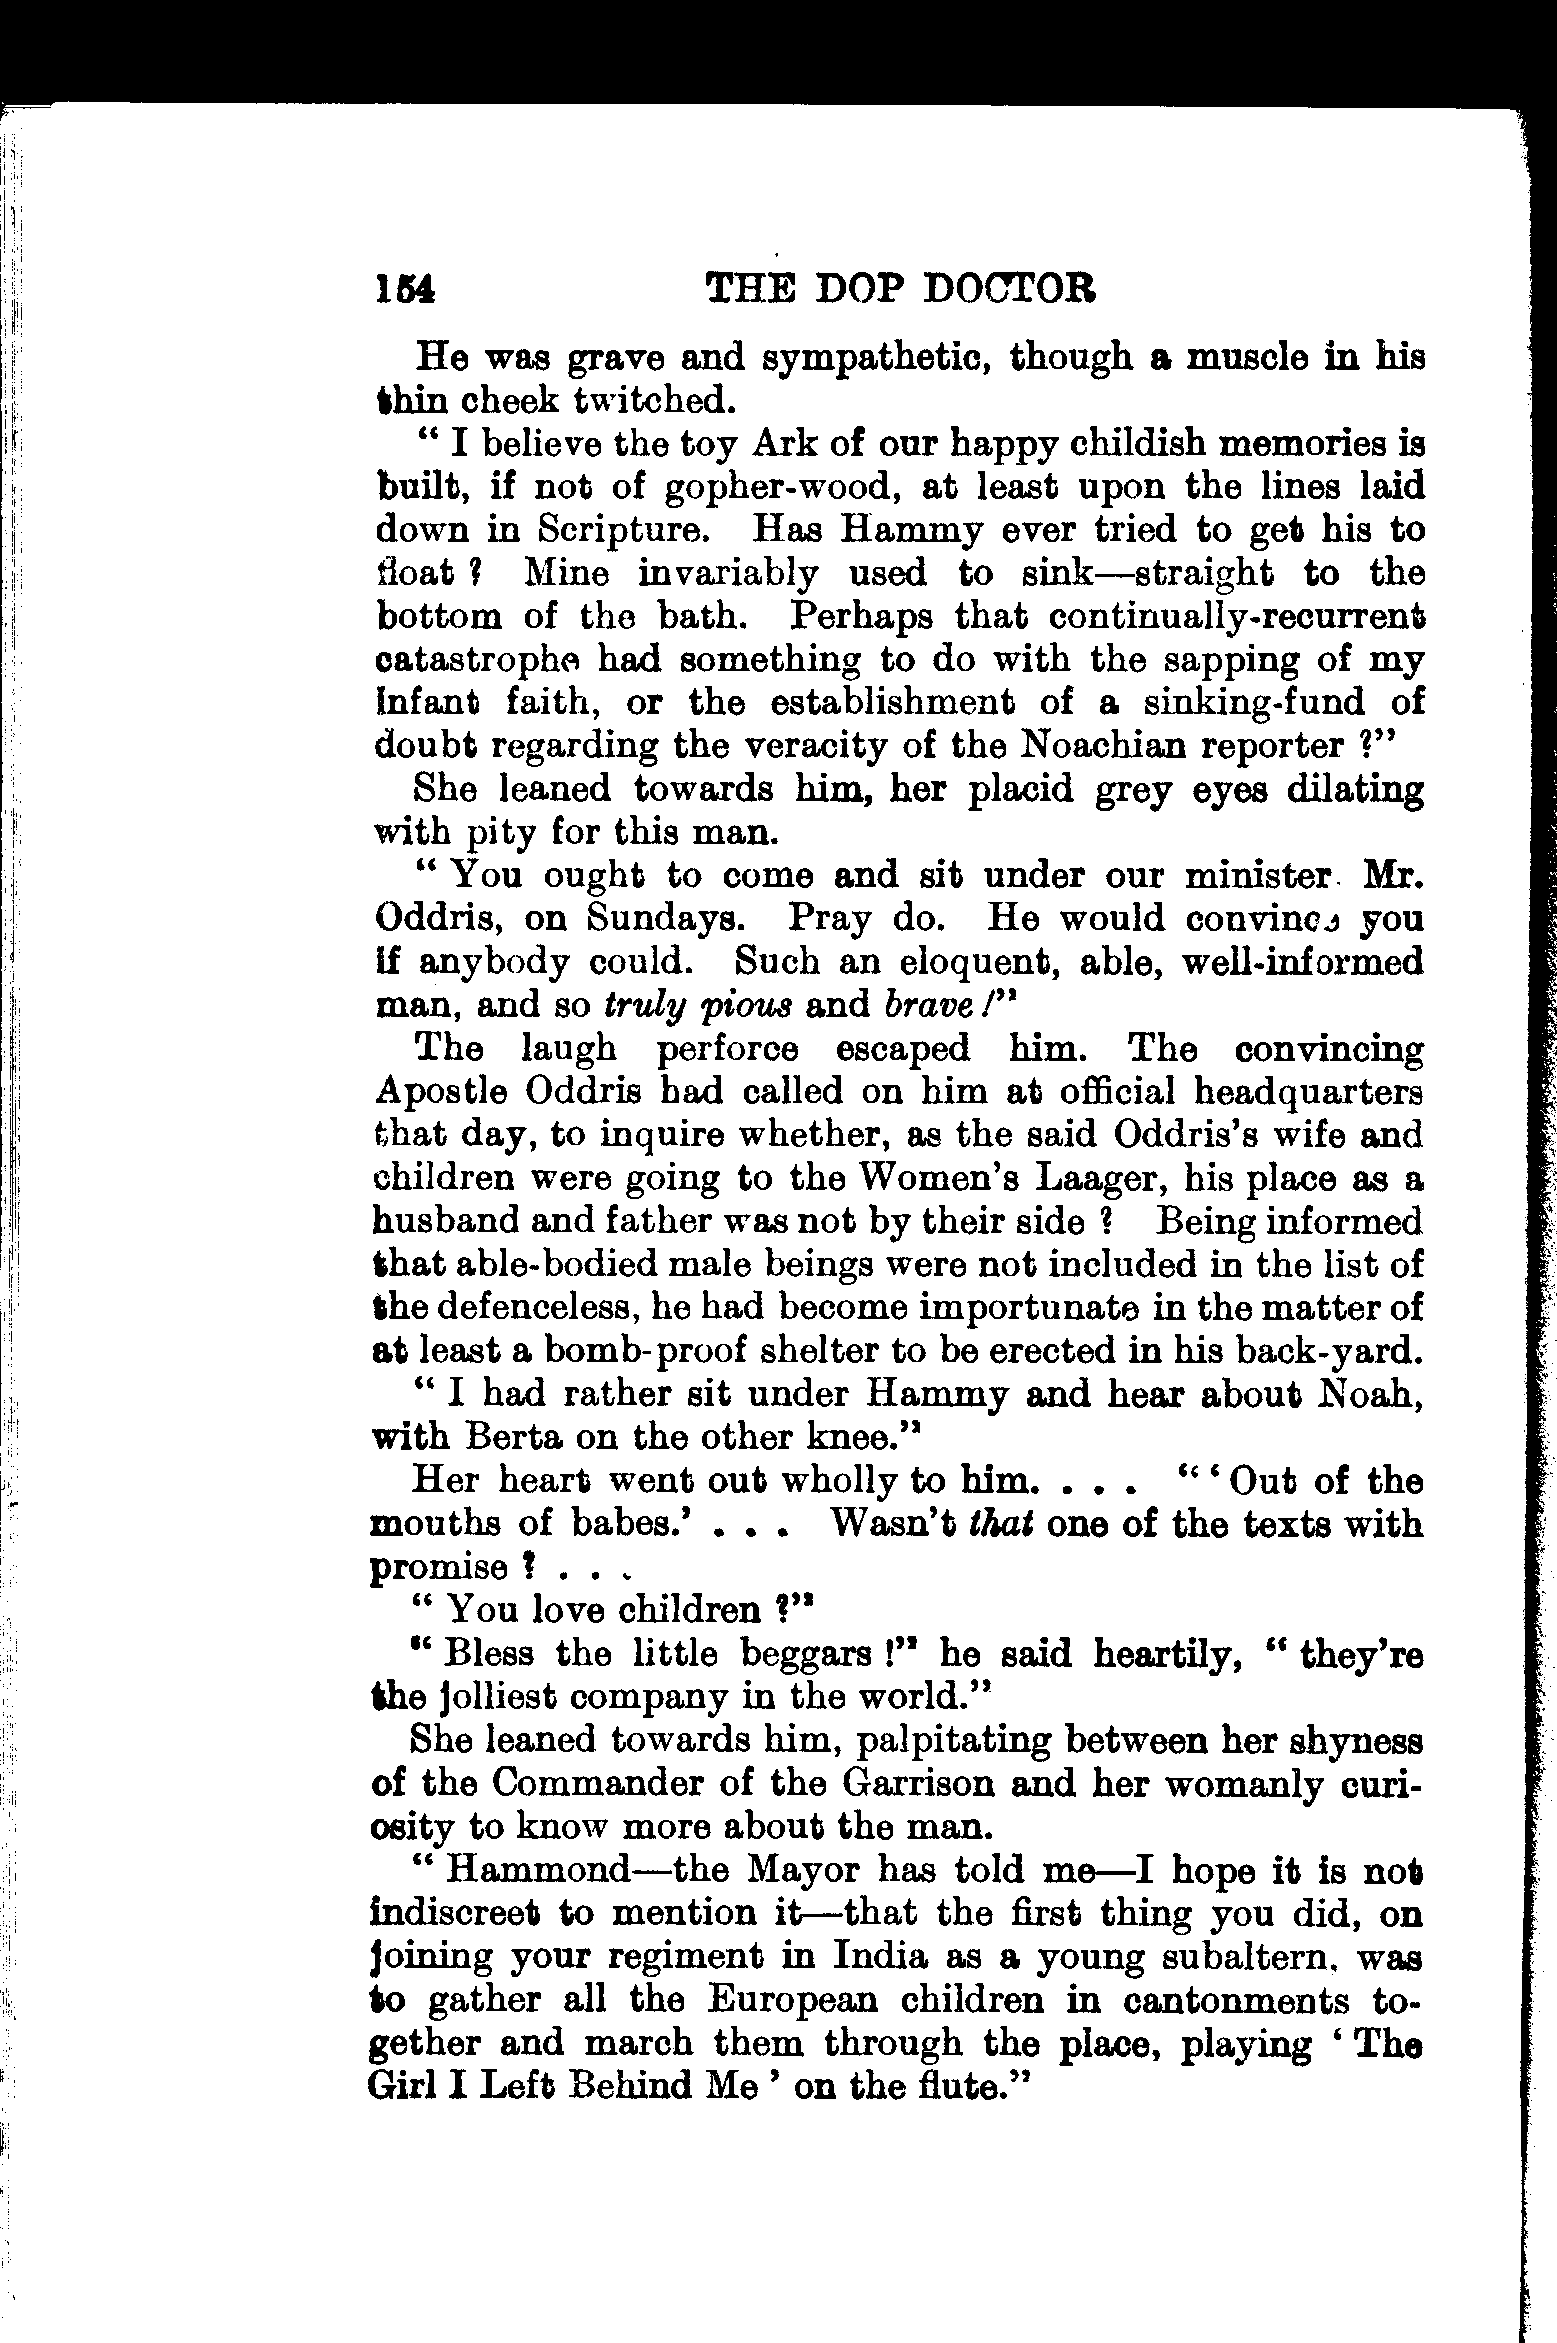 154 THE DOP DOCTOR
He was grave and sympathetic, though a muscle in his
thin cheek twitched.
“ I believe the toy Ark of our happy childish memories is
built, if not of gopher-wood, at least upon the lines laid
down in Scripture. Has Hammy ever tried to get his to
float ? Mine invariably used to sink—straight to the
bottom of the bath. Perhaps that continually-recurrent
catastrophe had something to do with the sapping of my
infant faith, or the establishment of a sinking-fund of
doubt regarding the veracity of the Noachian reporter ?”
She leaned towards him, her placid grey eyes dilating
with pity for this man.
“ You ought to come and sit under our minister. Mr.
Oddris, on Sundays. Pray do. He would convince you
if anybody could. Such an eloquent, able, well-informed
man, and so truly pious and brave !”
The laugh perforce escaped him. The convincing
Apostle Oddris had called on him at official headquarters
that day, to inquire whether, as the said Oddris’s wife and
children were going to the Women’s Laager, his place as a
husband and father was not by their side ? Being informed
that able-bodied male beings were not included in the list of
the defenceless, he had become importunate in the matter of
at least a bomb-proof shelter to be erected in his back-yard.
“ I had rather sit under Hammy and hear about Noah,
with Berta on the other knee.”
Her heart went out wholly to him. . . . “ ‘ Out of the
mouths of babes.’ . . . Wasn’t that one of the texts with
promise ? . . .
“ You love children ?”
“ Bless the little beggars !” he said heartily, “ they’re
the jolliest company in the world.”
She leaned towards him, palpitating between her shyness
of the Commander of the Garrison and her womanly curi-
osity to know more about the man.
“ Hammond—the Mayor has told me—I hope it is not
indiscreet to mention it—that the first thing you did, on
joining your regiment in India as a young subaltern, was
to gather all the European children in cantonments to-
gether and march them through the place, playing ‘ The
Girl I Left Behind Me ’ on the flute.”